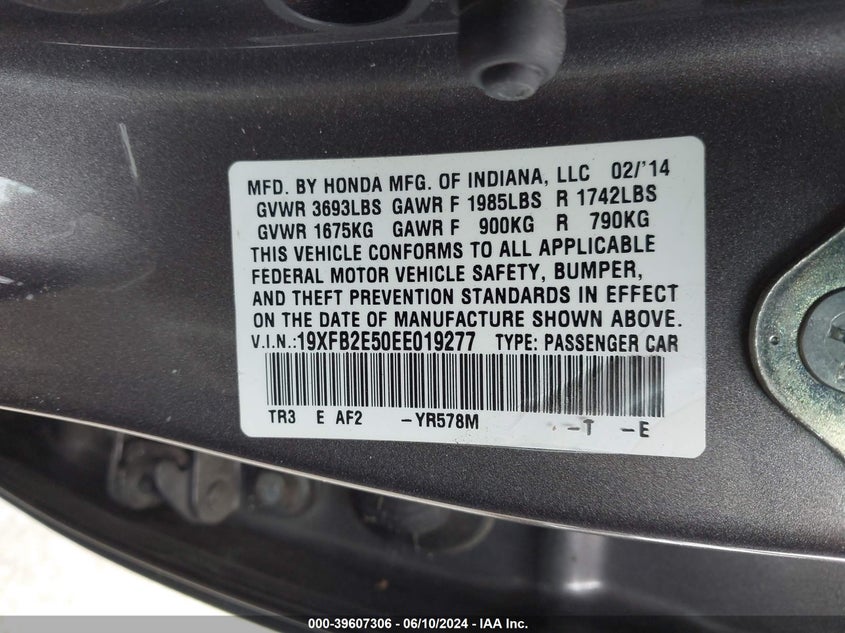 MFD. BY HONDA MFG. OF INDIANA, LLC 02/'14
GVWR 3693LBS GAWR F 1985LBS R 1742LBS
GVWR 1675KG GAWR F 900KG R 790KG
THIS VEHICLE CONFORMS TO ALL APPLICABLE
FEDERAL MOTOR VEHICLE SAFETY, BUMPER,
AND THEFT PREVENTION STANDARDS IN EFFECT
ON THE DATE OF MANUFACTURE SHOWN ABOVE.
V.I.N.:19XFB2E50EE019277 TYPE: PASSENGER CAR
TR3 E AF2 -YR578M -T -E
000-39607306 - 06/10/2024 - IAA Inc.